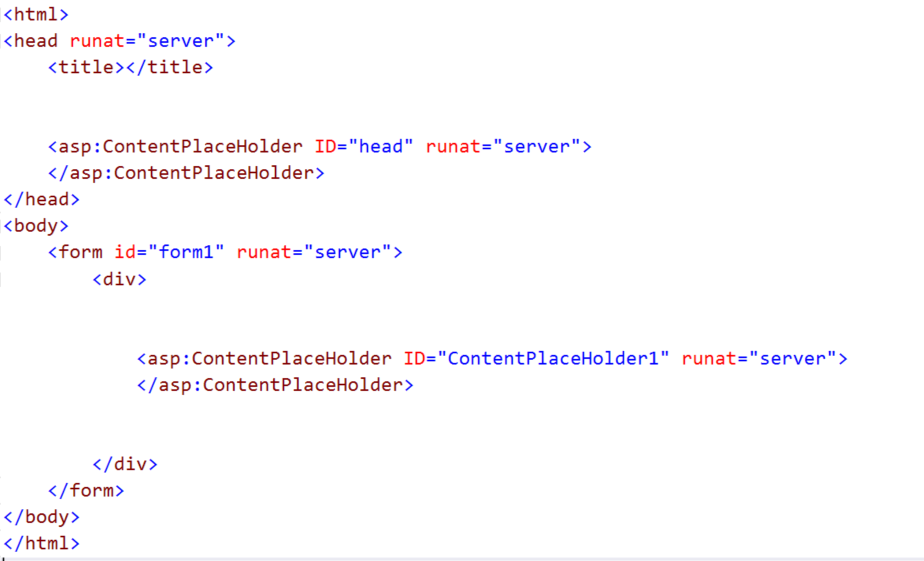 <html>
<head runat="server">
<title></title>
<asp:ContentPlaceHolder ID="head" runat="server">
</asp:ContentPlaceHolder>
</head>
<body>
<form id="form1" runat="server">
<div>
<asp:ContentPlaceHolder ID="ContentPlaceHolder1" runat="server">
</asp:ContentPlaceHolder>
</div>
</form>
</body>
</html>